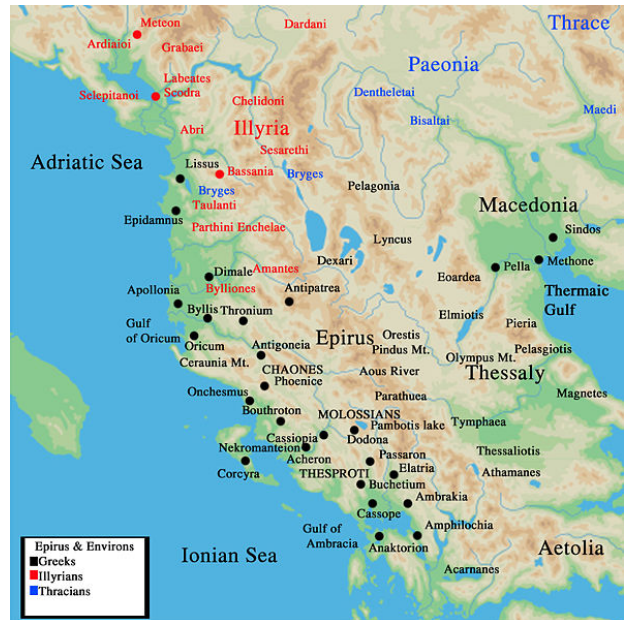 Meteon
Ardiaioi
Grabaei
Dardani
Thrace
Paeonia
Labeates
Selepitanoi
Scodra
Chelidoni
Dentheletai
Maedi
Bisaltai
Abri
Illyria
Sesarethi
Adriatic Sea
Lissus
Bassania
Bryges
Bryges
Pelagonia
Taulanti
Epidamnus
Macedonia
Parthini Enchelae
Sindos
Lyncus
Dexari
Methone
Pella
Eoardea
Dimale
Amantes
Bylliones
Antipatrea
Thermaic
Gulf
Apollonia
Byllis
Thronium
Elmiotis
Pieria
Gulf
of Oricum
Oricum
Epirus
Orestis
Pindus Mt.
Pelasgiotis
Olympus Mt.
Antigoneia
Ceraunia Mt.
CHAONES
Phoenice
Aous River
Thessaly
Onchesmus
Parathuea
Magnetes
Bouthroton
MOLOSSIANS
Pambotis lake
Tymphaea
Cassiopia
Dodona
Nekromanteion
Acheron
Passaron
Thessaliotis
Corcyra
THESPROTI
Elatria
Athamanes
Buchetium
Cassope
Ambrakia
Gulf of
Ambracia
Anaktorion
Amphilochia
Aetolia
Ionian Sea
Acarnanes
Epirus & Environs
Greeks
Illyrians
Thracians